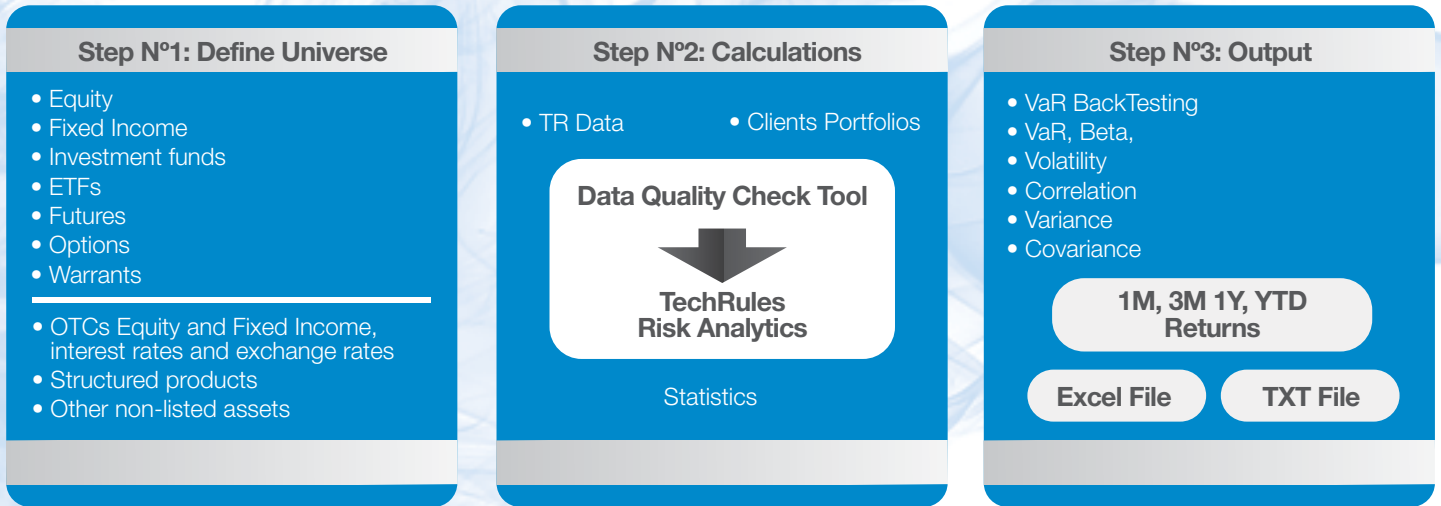 Step Nº1: Define Universe
• Equity
• Fixed Income
• Investment funds
• ETFs
• Futures
• Options
• Warrants
• OTCs Equity and Fixed Income,
interest rates and exchange rates
• Structured products
• Other non-listed assets
Step Nº2: Calculations
• TR Data
• Clients Portfolios
Data Quality Check Tool
TechRules
Risk Analytics
Statistics
Step Nº3: Output
• VaR BackTesting
• VaR, Beta,
• Volatility
• Correlation
• Variance
• Covariance
1M, 3M 1Y, YTD
Returns
Excel File
TXT File